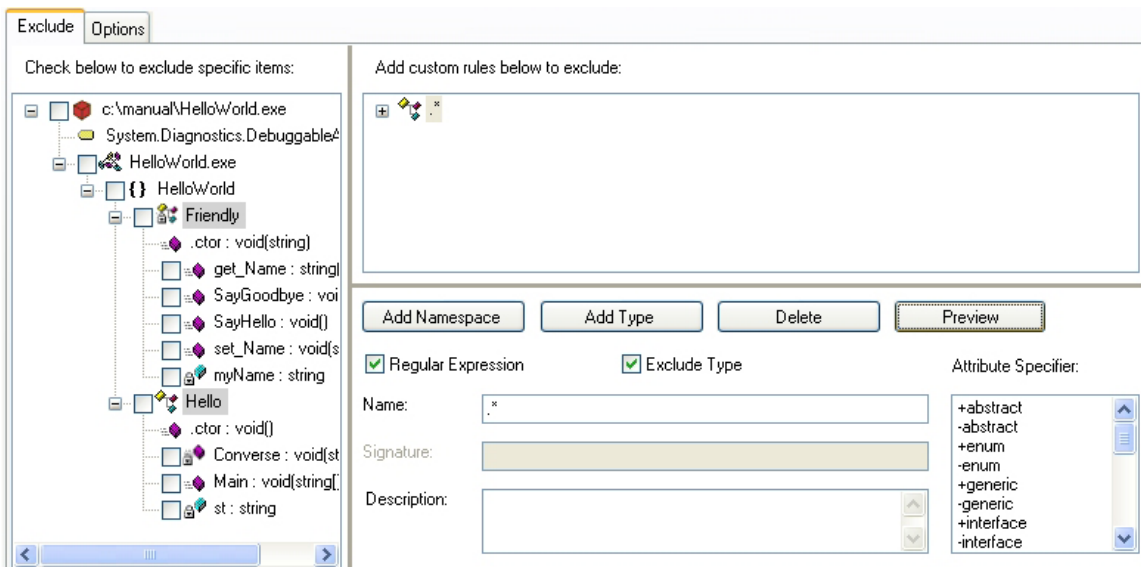 Exclude
Options
Check below to exclude specific items:
c:\manual\HelloWorld.exe
System.Diagnostics.Debuggable
HelloWorld.exe
{} HelloWorld
Friendly
.ctor : void(string)
get_Name : string(
SayGoodbye : voi
SayHello : void()
set_Name : void(s
myName : string
Hello
.ctor : void()
Converse : void(st
Main : void(string[]
st : string
Add custom rules below to exclude:
.*
Add Namespace
Add Type
Delete
Preview
Regular Expression
Exclude Type
Attribute Specifier:
Name:
.*
Signature:
Description:
+abstract
-abstract
+enum
-enum
+generic
-generic
+interface
-interface